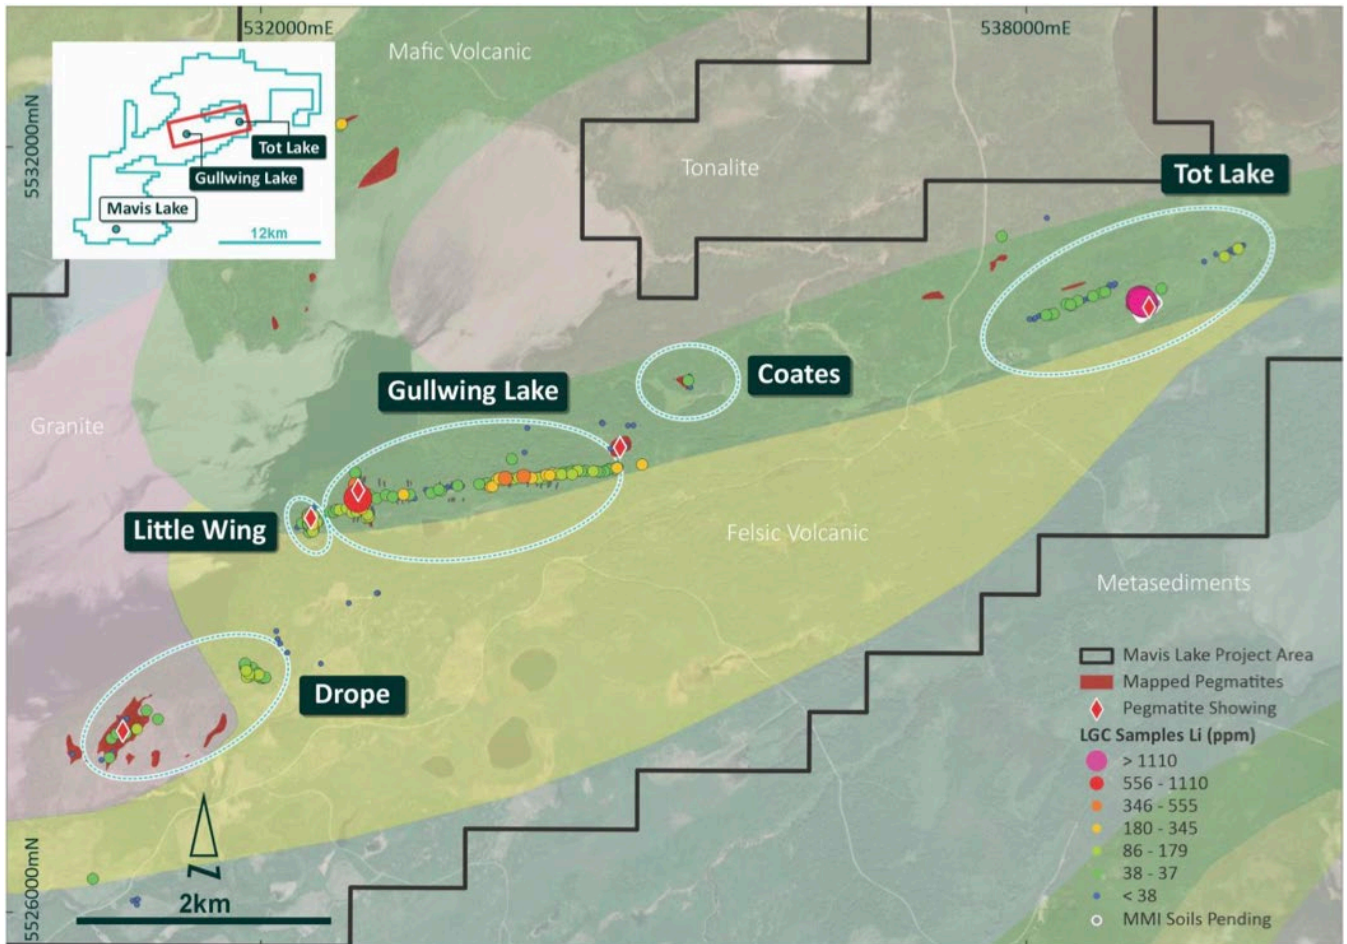 532000mE
538000mE
Mafic Volcanic
5532000mN
Tot Lake
Gullwing Lake
Mavis Lake
12km
Tonalite
Tot Lake
Coates
Gullwing Lake
Granite
Little Wing
Felsic Volcanic
Metasediments
Drope
Mavis Lake Project Area
Mapped Pegmatites
Pegmatite Showing
LGC Samples Li (ppm)
> 1110
556 - 1110
346 - 555
180 - 345
86 - 179
38 - 37
< 38
MMI Soils Pending
N
2km
5526000mN